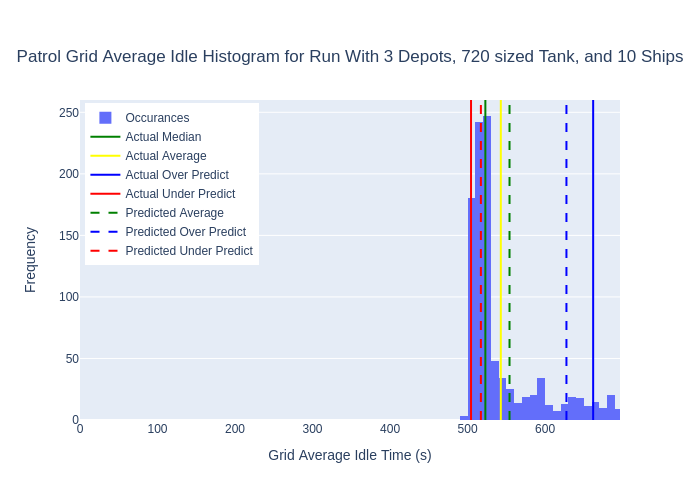 Patrol Grid Average Idle Histogram for Run With 3 Depots, 720 sized Tank, and 10 Ships
Occurances
Actual Median
Actual Average
Actual Over Predict
Actual Under Predict
Predicted Average
Predicted Over Predict
Predicted Under Predict
250
200
150
100
50
0
Frequency
0 100 200 300 400 500 600
Grid Average Idle Time (s)